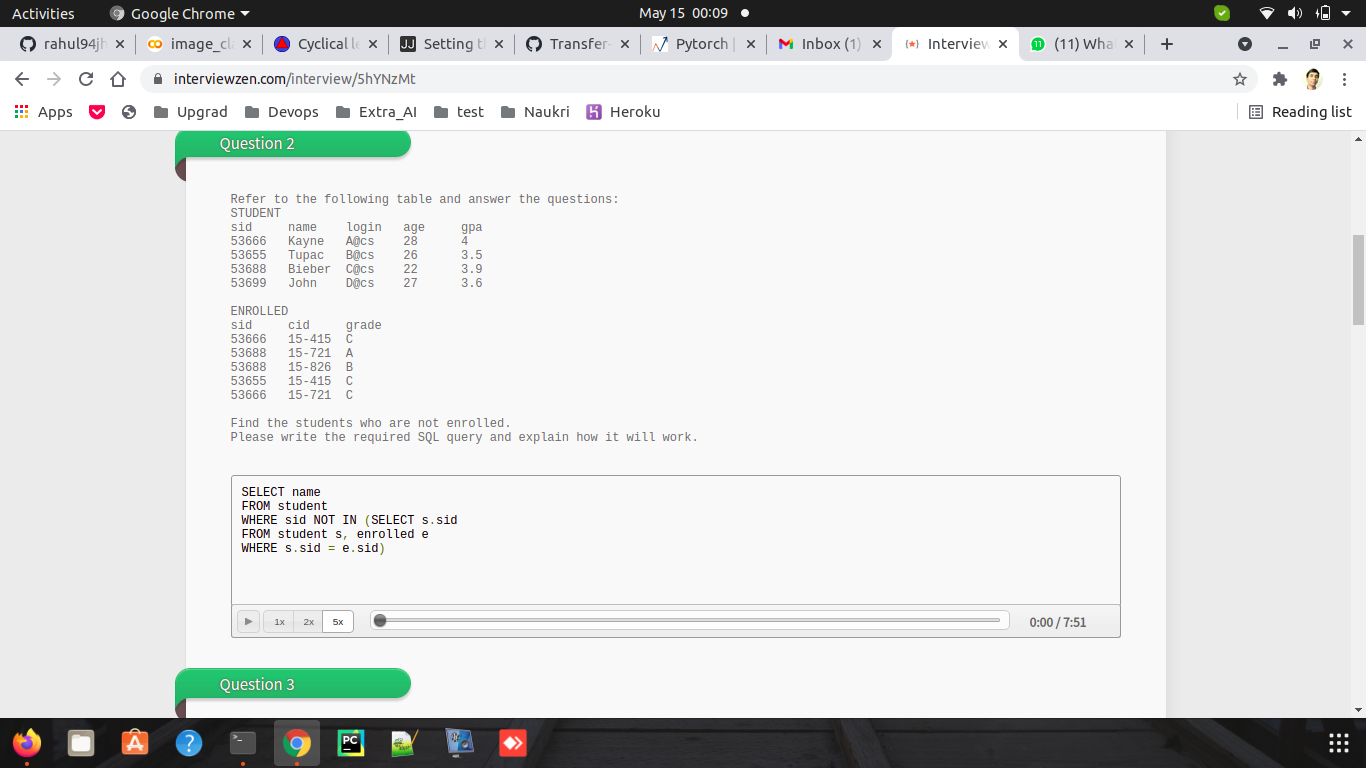 Activities Google Chrome May 15 00:09
rahul94jh image_cla Cyclical le Setting t Transfer- Pytorch | Inbox (1) Interview (11) Wha
interviewzen.com/interview/5hYNzMt
Apps Upgrad Devops Extra_AI test Naukri Heroku Reading list
Question 2
Refer to the following table and answer the questions:
STUDENT
sid name login age gpa
53666 Kayne A@cs 28 4
53655 Tupac B@cs 26 3.5
53688 Bieber C@cs 22 3.9
53699 John D@cs 27 3.6
ENROLLED
sid cid grade
53666 15-415 C
53688 15-721 A
53688 15-826 B
53655 15-415 C
53666 15-721 C
Find the students who are not enrolled.
Please write the required SQL query and explain how it will work.
SELECT name
FROM student
WHERE sid NOT IN (SELECT s.sid
FROM student s, enrolled e
WHERE s.sid = e.sid)
1x 2x 5x 0:00 / 7:51
Question 3